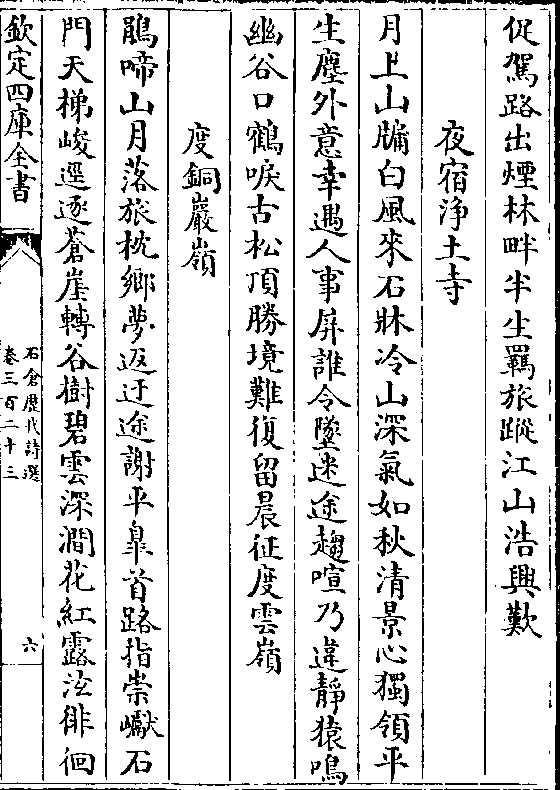 促駕路出煙林畔半生羈旅蹤江山浩興歎
夜宿浄土寺
月上山牖白風來石牀冷山深氣如秋清景心獨領平
生塵外意幸遇人事屏誰令墜迷途趨喧乃違靜猿鳴
幽谷口鶴唳古松頂勝境難復留晨征度雲嶺
度銅巖嶺
鵑啼山月落旅枕鄉夢返迂途謝平臯首路指崇巘石
門天梯峻逕逐蒼崖轉谷樹碧雲深澗花紅露泫徘徊
欽定四庫全書
石倉歷代詩選
卷三百二十三
六